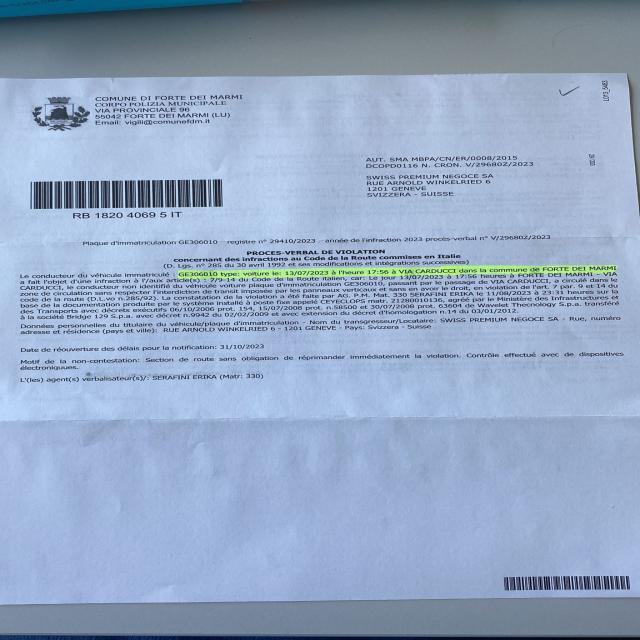 COMUNE DI FORTE DEI MARMI
CORPO POLIZIA MUNICIPALE
VIA PROVINCIALE 96
55042 FORTE DEI MARMI (LU)
Email: vigili@comunefdm.it
AUT. SMA MBPA/CN/ER/0008/2015
DCOPD0116 N. CRON. V/29680Z/2023
SWISS PREMIUM NEGOCE SA
RUE ARNOLD WINKELRIED 6
1201 GENEVE
SVIZZERA - SUISSE
RB 1820 4069 5 IT
Plaque d'immatriculation GE306010 - registre n° 29410/2023 - année de l'infraction 2023 procès-verbal n° V/29680Z/2023
PROCES-VERBAL DE VIOLATION
concernant des infractions au Code de la Route commises en Italie
(D. Lgs. n° 285 du 30 avril 1992 et ses modifications et intégrations successives)
Le conducteur du véhicule immatriculé : GE306010 type: voiture le: 13/07/2023 à l'heure 17:56 à VIA CARDUCCI dans la commune de FORTE DEI MARMI
a fait l'objet d'une infraction à l'/aux article(s) : 7/9-14 du Code de la Route italien, car: Le jour 13/07/2023 à 17:56 heures à FORTE DEI MARMI - VIA
CARDUCCI, le conducteur non identifié du véhicule voiture plaque d'immatriculation GE306010, passant par le passage de VIA CARDUCCI, a circulé dans le
zone de circulation sans respecter l'interdiction de transit imposée par les panneaux verticaux et sans en avoir le droit, en violation de l'art. 7 par. 9 et 14 du
code de la route (D.L.vo n.285/92). La constatation de la violation a été faite par AG. P.M. Mat. 330 SERAFINI ERIKA le 11/08/2023 à 23:31 heures sur la
base de la documentation produite par le système installé à poste fixe appelé CELVECLOPS matr. 21280010136, agréé par le Ministère des Infrastructures et
des Transports avec décrets exécutifs 06/10/2006 prot. 154, 15/07/2008 prot. n.58500 et 30/07/2008 prot. n.63606 de Wavelet Thecnology S.p.a. transféré
à la société Bridge 129 S.p.a. avec décret n.9942 du 02/02/2009 et avec extension du décret d'homologation n.14 du 03/01/2012.
Données personnelles du titulaire du véhicule/plaque d'immatriculation - Nom du transgresseur/Locataire: SWISS PREMIUM NEGOCE SA - Rue, numéro
adresse et résidence (pays et ville): RUE ARNOLD WINKELRIED 6 - 1201 GENEVE - Pays: Svizzera - Suisse
Date de réouverture des délais pour la notification: 31/10/2023
Motif de la non-contestation: Section de route sans obligation de réprimander immédiatement la violation. Contrôle effectué avec de dispositives
électroniquues.
L'(les) agent(s) verbalisateur(s)/: SERAFINI ERIKA (Matr: 330)